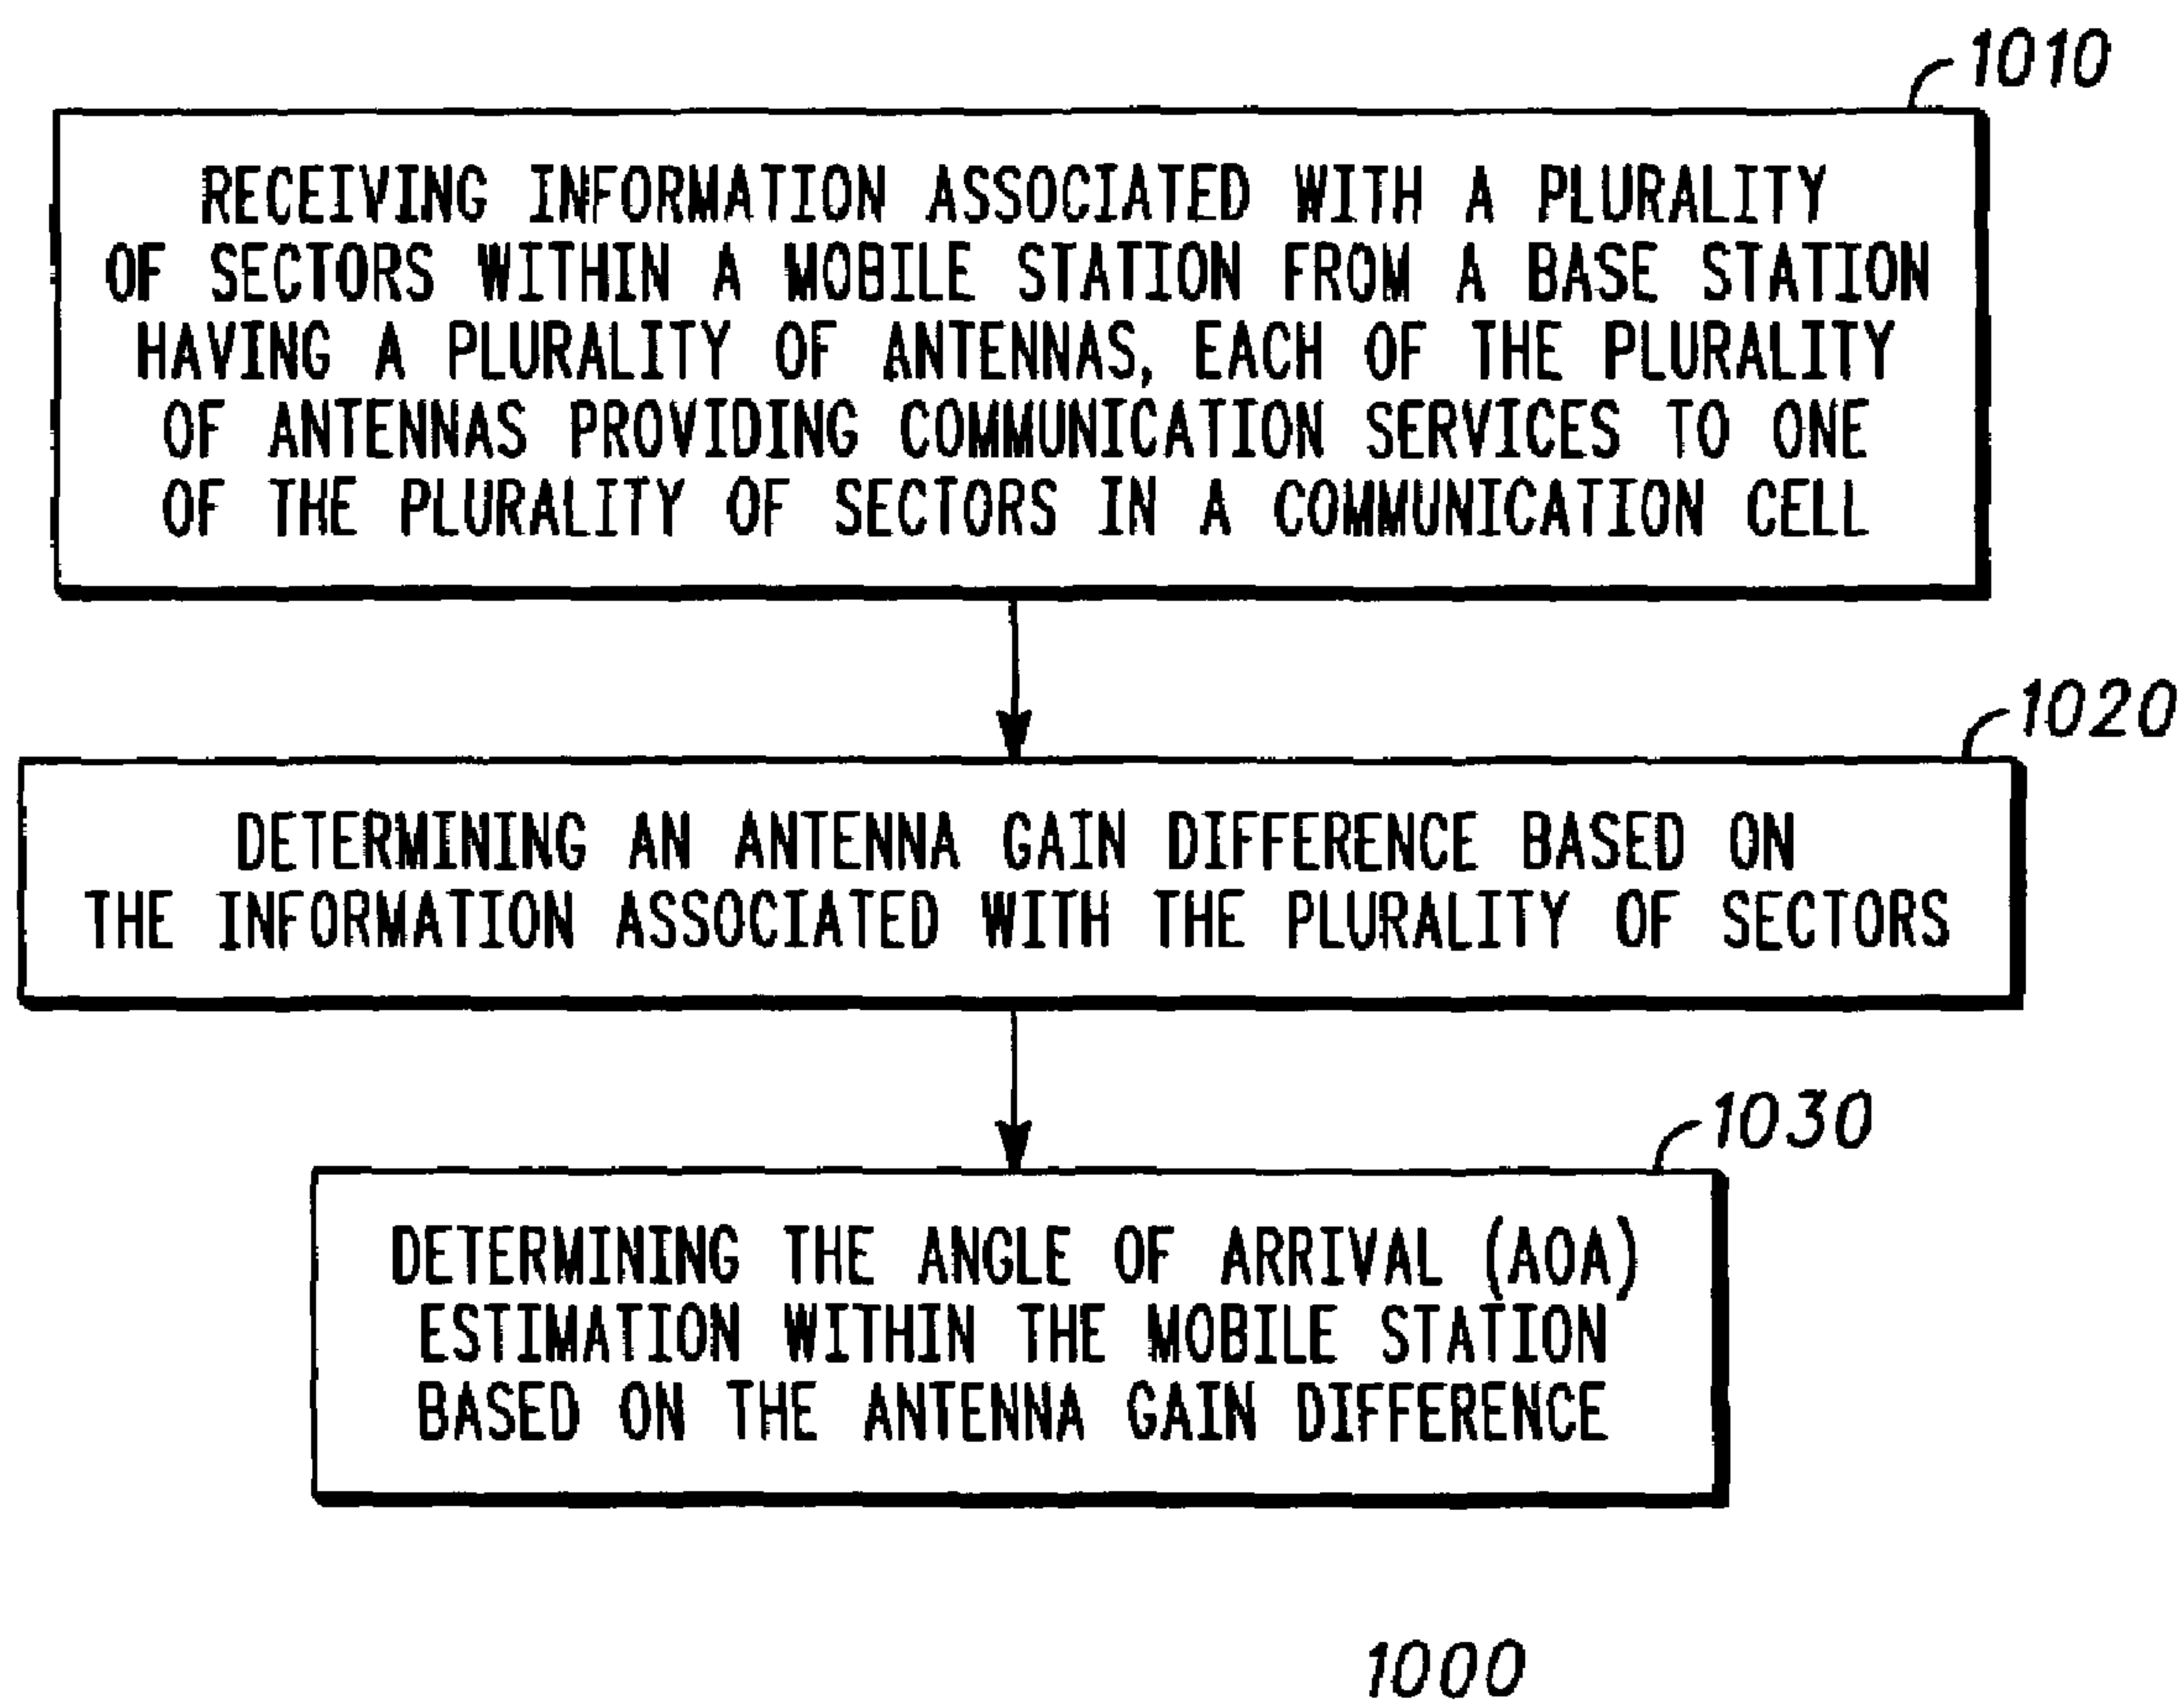 1010
RECEIVING INFORMATION ASSOCIATED WITH A PLURALITY
OF SECTORS WITHIN A MOBILE STATION FROM A BASE STATION
HAVING A PLURALITY OF ANTENNAS, EACH OF THE PLURALITY
OF ANTENNAS PROVIDING COMMUNICATION SERVICES TO ONE
OF THE PLURALITY OF SECTORS IN A COMMUNICATION CELL
1020
DETERMINING AN ANTENNA GAIN DIFFERENCE BASED ON
THE INFORMATION ASSOCIATED WITH THE PLURALITY OF SECTORS
1030
DETERMINING THE ANGLE OF ARRIVAL (AOA)
ESTIMATION WITHIN THE MOBILE STATION
BASED ON THE ANTENNA GAIN DIFFERENCE
1000